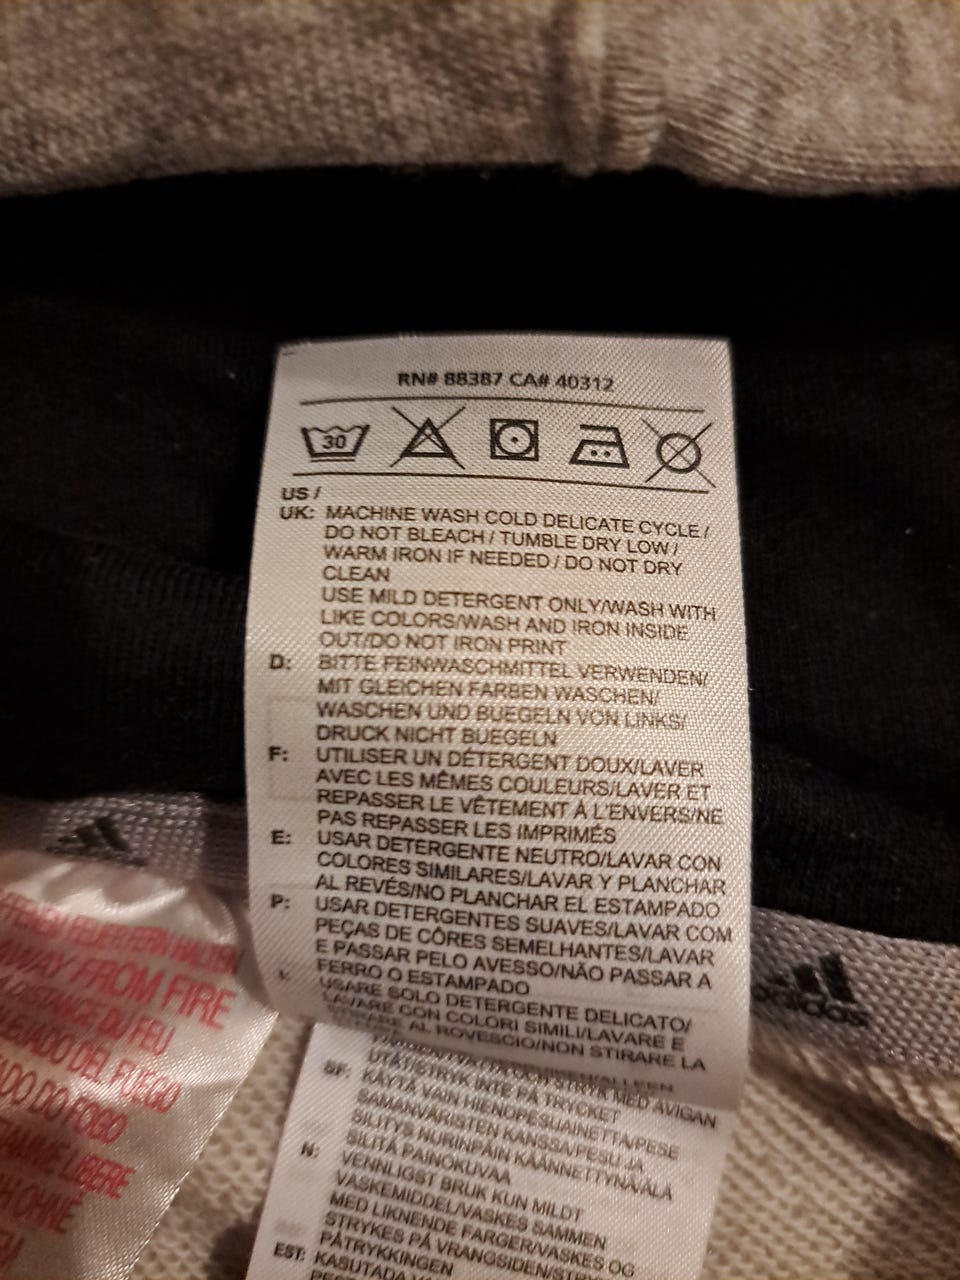 RN# 88387 CA# 40312
30
US /
UK: MACHINE WASH COLD DELICATE CYCLE /
DO NOT BLEACH / TUMBLE DRY LOW /
WARM IRON IF NEEDED / DO NOT DRY
CLEAN
USE MILD DETERGENT ONLY/WASH WITH
LIKE COLORS/WASH AND IRON INSIDE
OUT/DO NOT IRON PRINT
D: BITTE FEINWASCHMITTEL VERWENDEN/
MIT GLEICHEN FARBEN WASCHEN/
WASCHEN UND BUEGELN VON LINKS/
DRUCK NICHT BUEGELN
F: UTILISER UN DÉTERGENT DOUX/LAVER
AVEC LES MÊMES COULEURS/LAVER ET
REPASSER LE VÊTEMENT À L'ENVERS/NE
PAS REPASSER LES IMPRIMÉS
E: USAR DETERGENTE NEUTRO/LAVAR CON
COLORES SIMILARES/LAVAR Y PLANCHAR
AL REVÉS/NO PLANCHAR EL ESTAMPADO
P: USAR DETERGENTES SUAVES/LAVAR COM
PEÇAS DE CÔRES SEMELHANTES/LAVAR
E PASSAR PELO AVESSO/NÃO PASSAR A
FERRO O ESTAMPADO
I: USARE SOLO DETERGENTE DELICATO/
LAVARE CON COLORI SIMILI/LAVARE E
STIRARE AL ROVESCIO/NON STIRARE LA
UTÅT/STRYK INTE PÅ TRYCKET
SF: KÄYTÄ VAIN HIENOPESUAINETTA/PESE
SAMANVÄRISTEN KANSSA/PESU JA
SILITYS NURINPÄIN KÄÄNNETTYNÄ/ÄLÄ
SILITÄ PAINOKUVAA
N: VENNLIGST BRUK KUN MILDT
VASKEMIDDEL/VASKES SAMMEN
MED LIKNENDE FARGER/VASKES OG
STRYKES PÅ VRANGSIDEN/STRYK
PÅTRYKKINGEN
EST: KASUTADA
AWAY FROM FIRE
DISTANCE DU FEU
DEL FUEGO
DO FOGO
LIBERE
OHNE
adidas